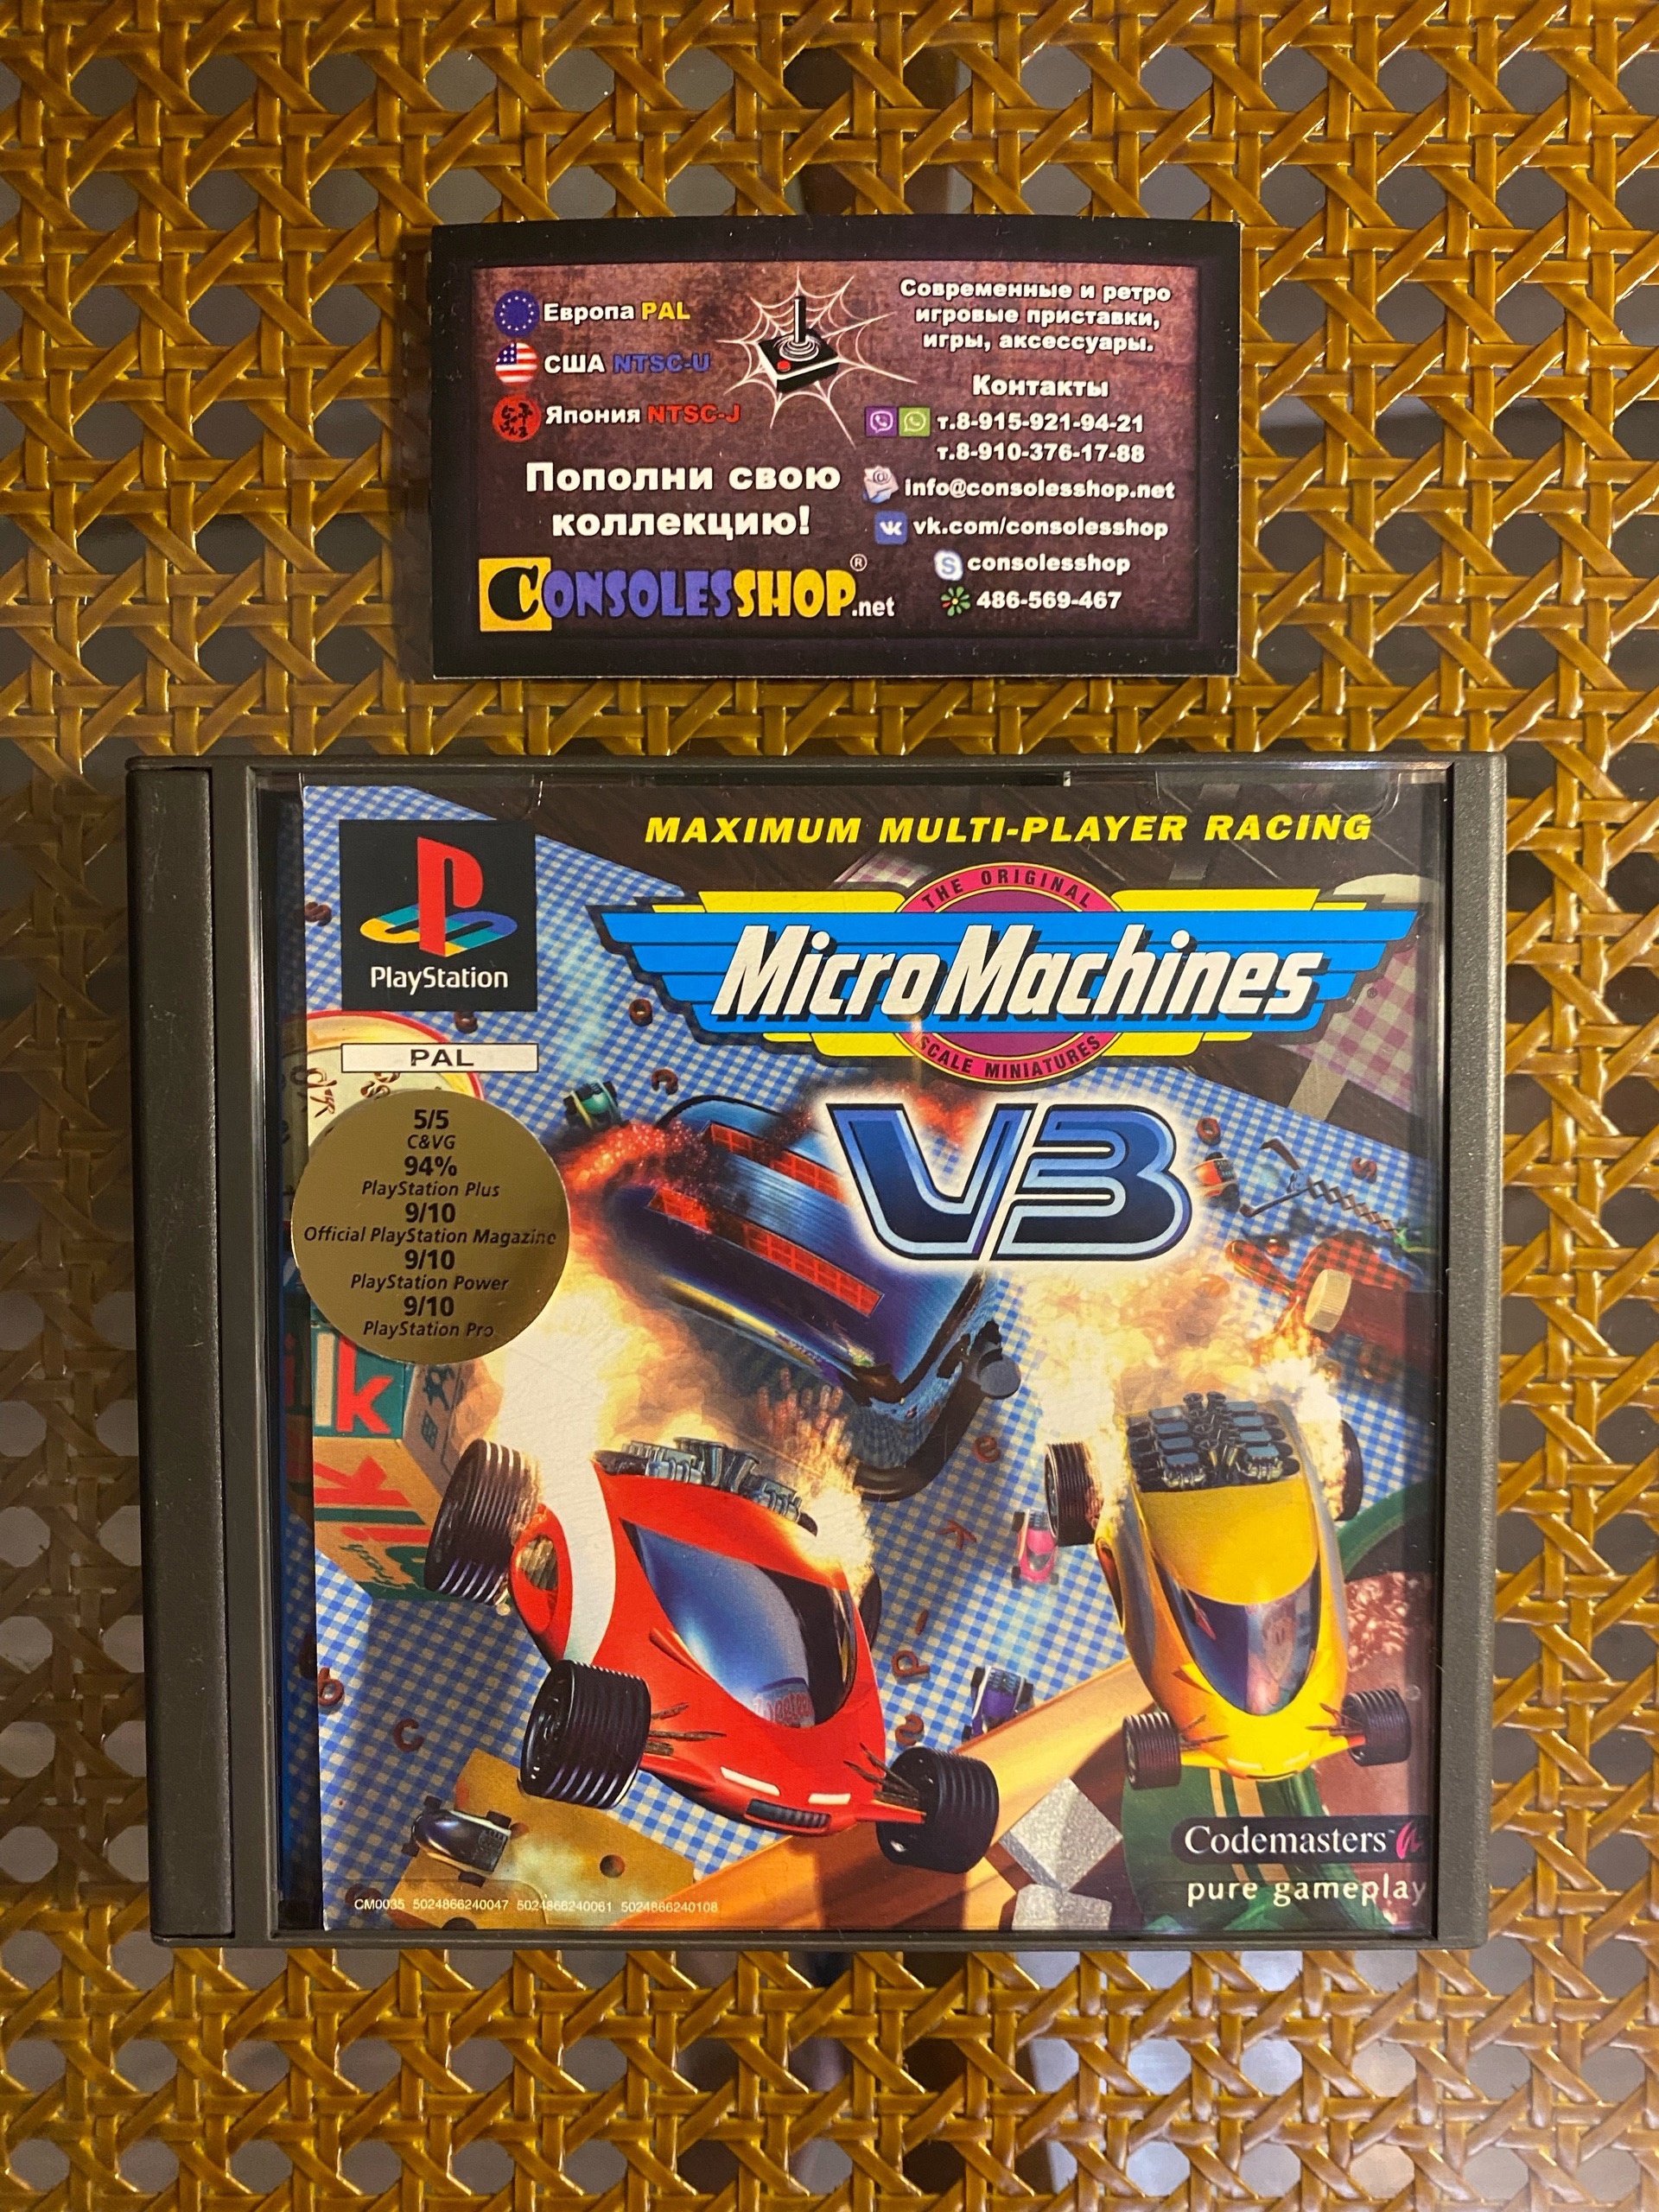 Европа PAL
США NTSC-U
Япония NTSC-J
Пополни свою
коллекцию!
CONSOLESSHOP.net
®
Современные и ретро
игровые приставки,
игры, аксессуары.
Контакты
т.8-915-921-94-21
т.8-910-376-17-88
info@consolesshop.net
vk.com/consolesshop
consolesshop
486-569-467
MAXIMUM MULTI-PLAYER RACING
PlayStation
PAL
THE ORIGINAL
Micro Machines
SCALE MINIATURES
V3
5/5
C&VG
94%
PlayStation Plus
9/10
Official PlayStation Magazine
9/10
PlayStation Power
9/10
PlayStation Pro
Codemasters™
pure gameplay
CM0035 5024866240047 5024866240061 5024866240108